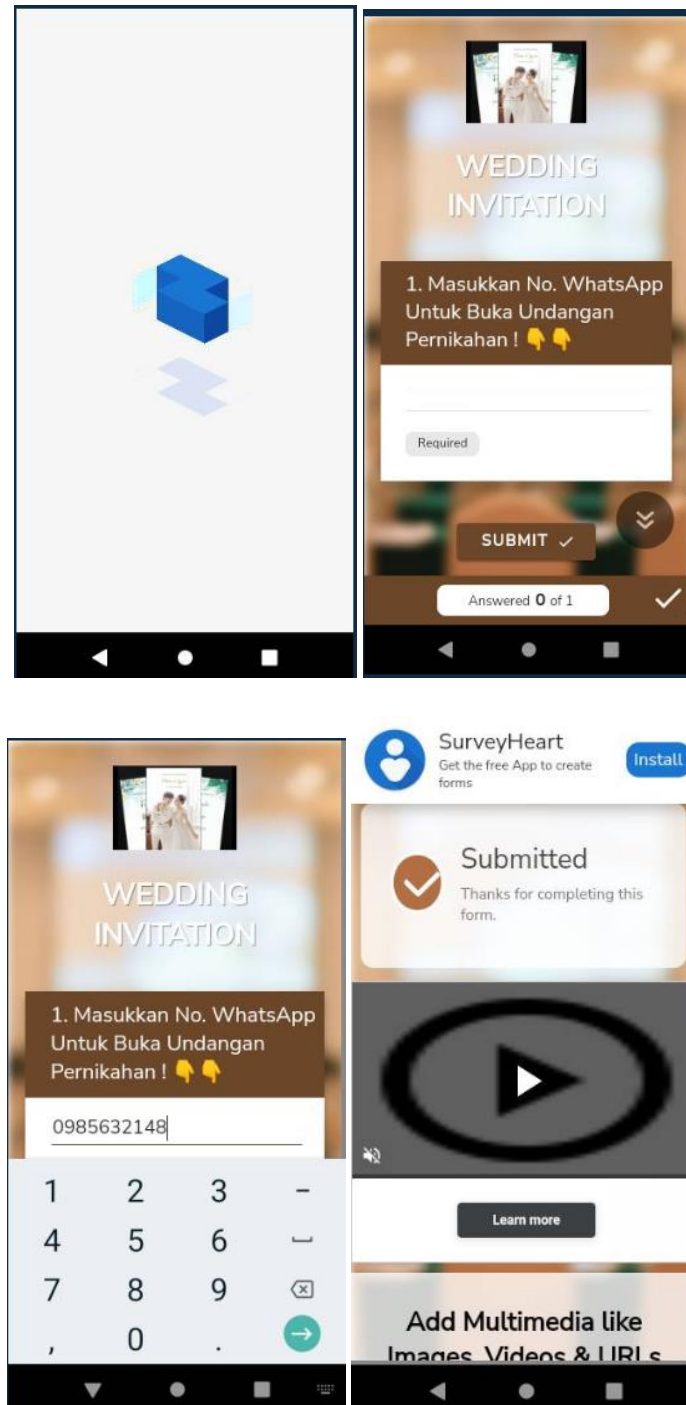 WEDDING
INVITATION
1. Masukkan No. WhatsApp
Untuk Buka Undangan
Pernikahan ! 👇👇
Required
SUBMIT
Answered 0 of 1
WEDDING
INVITATION
1. Masukkan No. WhatsApp
Untuk Buka Undangan
Pernikahan ! 👇👇
0985632148
1 2 3 -
4 5 6
7 8 9
, 0 .
SurveyHeart
Get the free App to create
forms
Install
Submitted
Thanks for completing this
form.
Learn more
Add Multimedia like
Images, Videos & URLs